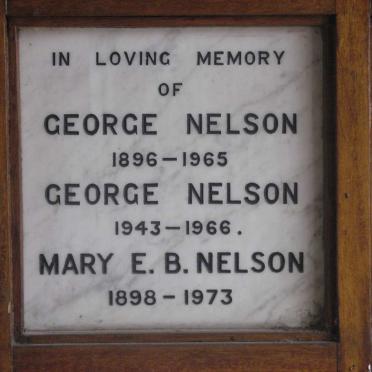 IN LOVING MEMORY
OF
GEORGE NELSON
1896-1965
GEORGE NELSON
1943-1966.
MARY E. B. NELSON
1898-1973